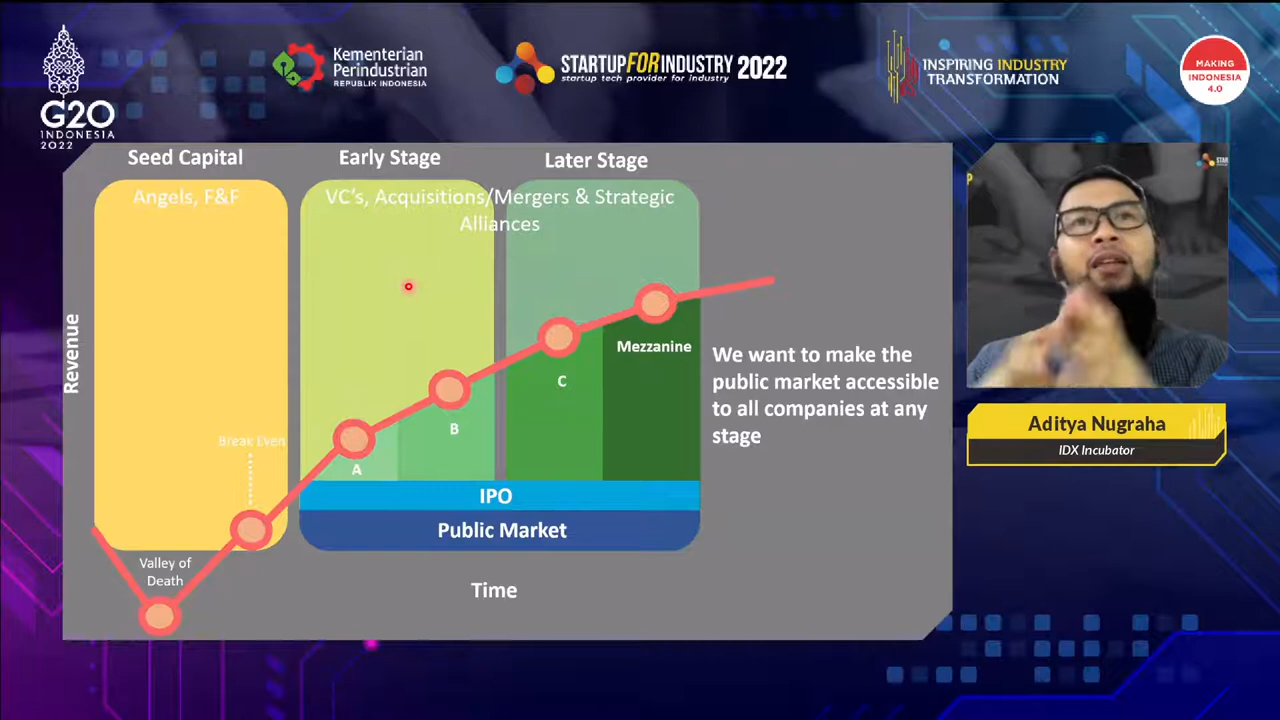 G20
INDONESIA
2022
Kementerian
Perindustrian
REPUBLIK INDONESIA
STARTUPFORINDUSTRY 2022
startup tech provider for industry
INSPIRING INDUSTRY
TRANSFORMATION
MAKING
INDONESIA
4.0
Seed Capital
Early Stage
Later Stage
Angels, F&F
VC's, Acquisitions/Mergers & Strategic
Alliances
Revenue
Mezzanine
C
B
A
Break Even
IPO
Public Market
Valley of
Death
Time
We want to make the
public market accessible
to all companies at any
stage
Aditya Nugraha
IDX Incubator